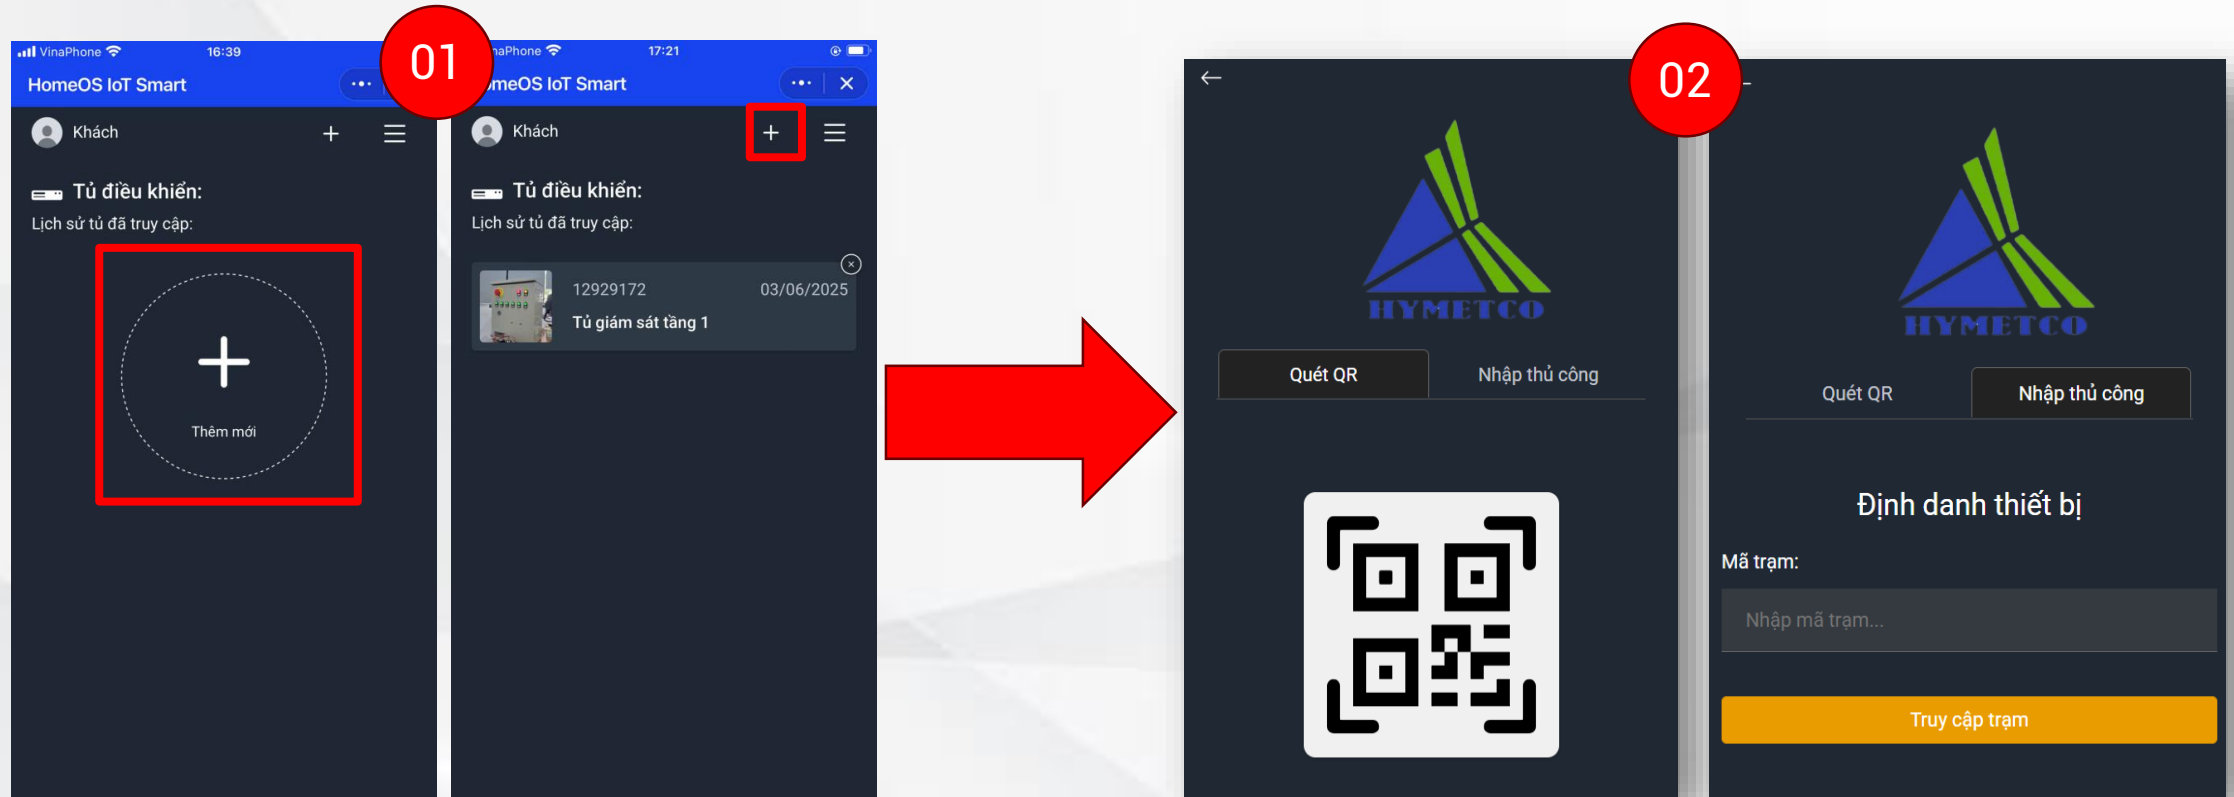 01
VinaPhone 16:39
HomeOS IoT Smart
Khách
Tủ điều khiển:
Lịch sử tủ đã truy cập:
Thêm mới
17:21
IoT Smart
Khách
Tủ điều khiển:
Lịch sử tủ đã truy cập:
12929172 03/06/2025
Tủ giám sát tầng 1
02
HYMETCO
Quét QR Nhập thủ công
HYMETCO
Quét QR Nhập thủ công
Định danh thiết bị
Mã trạm:
Nhập mã trạm...
Truy cập trạm